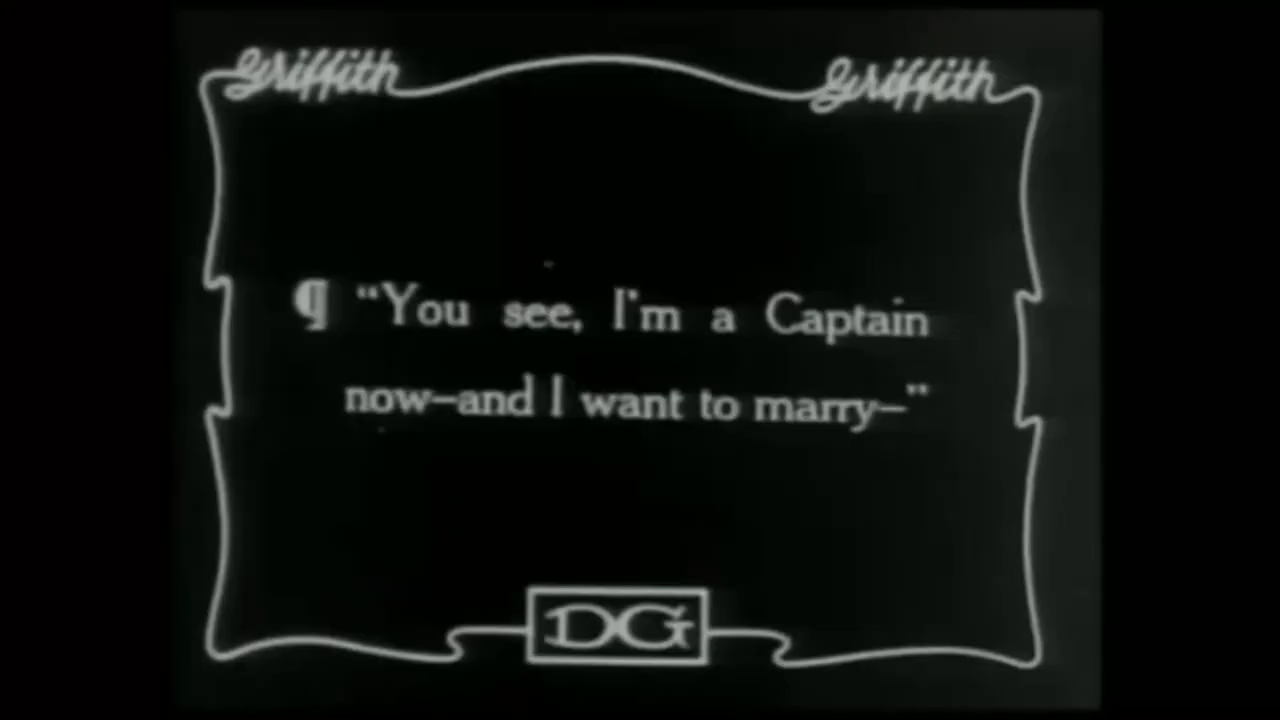 Griffith Griffith
¶ “You see, I'm a Captain
now–and I want to marry–”
DG